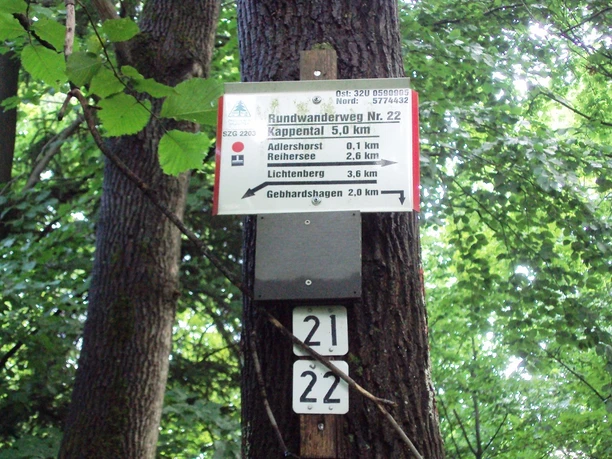 Ost: 32U 0590909
Nord: 5774432
Rundwanderweg Nr. 22
SZG 2203
Kappental 5,0 km
Adlershorst 0,1 km
Reihersee 2,6 km
Lichtenberg 3,6 km
Gebhardshagen 2,0 km
21
22